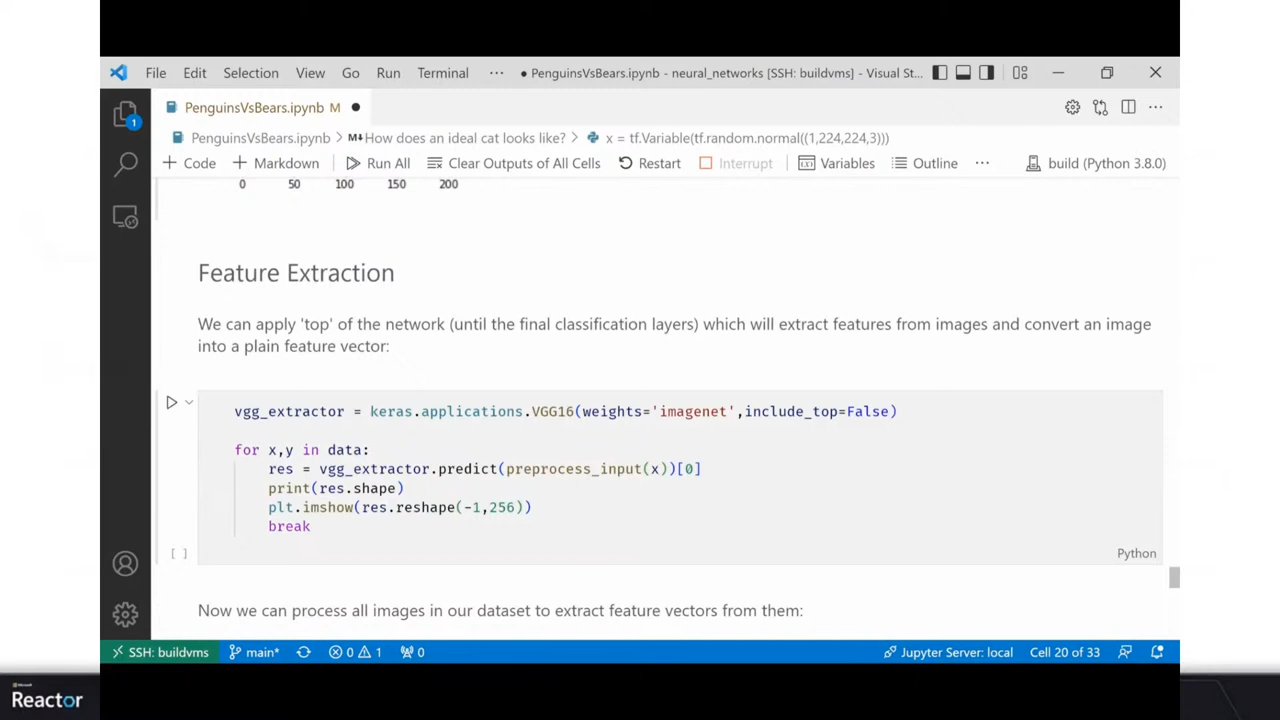 File Edit Selection View Go Run Terminal ··· ● PenguinsVsBears.ipynb - neural_networks [SSH: buildvms] - Visual St...
PenguinsVsBears.ipynb M ●
PenguinsVsBears.ipynb > M↓How does an ideal cat looks like? > x = tf.Variable(tf.random.normal((1,224,224,3)))
+ Code + Markdown Run All Clear Outputs of All Cells Restart Interrupt Variables Outline ··· build (Python 3.8.0)
1
0 50 100 150 200
Feature Extraction
We can apply 'top' of the network (until the final classification layers) which will extract features from images and convert an image
into a plain feature vector:
vgg_extractor = keras.applications.VGG16(weights='imagenet',include_top=False)
for x,y in data:
res = vgg_extractor.predict(preprocess_input(x))[0]
print(res.shape)
plt.imshow(res.reshape(-1,256))
break
[ ] Python
Now we can process all images in our dataset to extract feature vectors from them:
SSH: buildvms main* 0 1 0 Jupyter Server: local Cell 20 of 33
Microsoft
Reactor